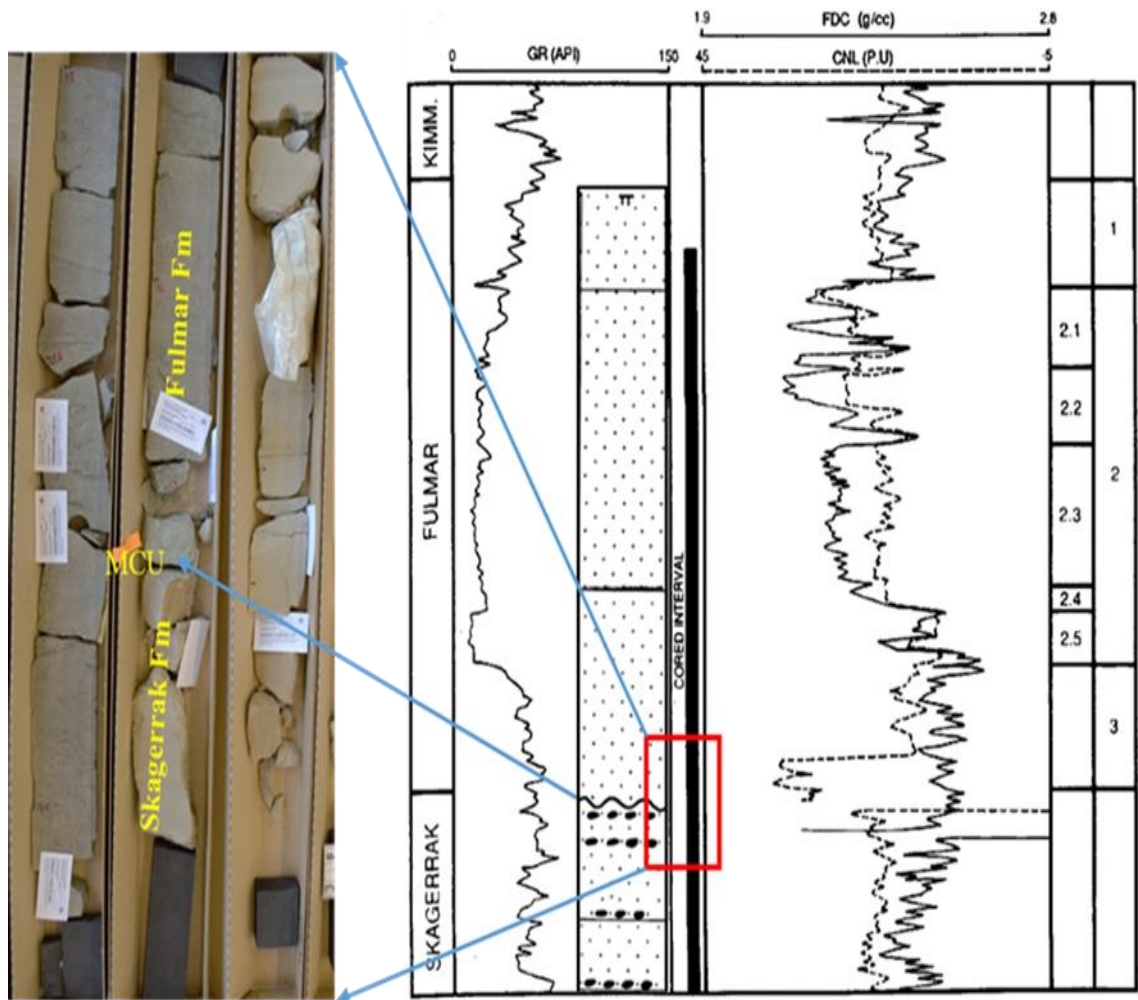 Fulmar Fm
MCU
Skagerrak Fm
1.9 FDC (g/cc) 2.8
0 GR (API) 150 45 CNL (P.U) -5
KIMM.
FULMAR
SKAGERRAK
CORED INTERVAL
1
2.1
2.2
2
2.3
2.4
2.5
3